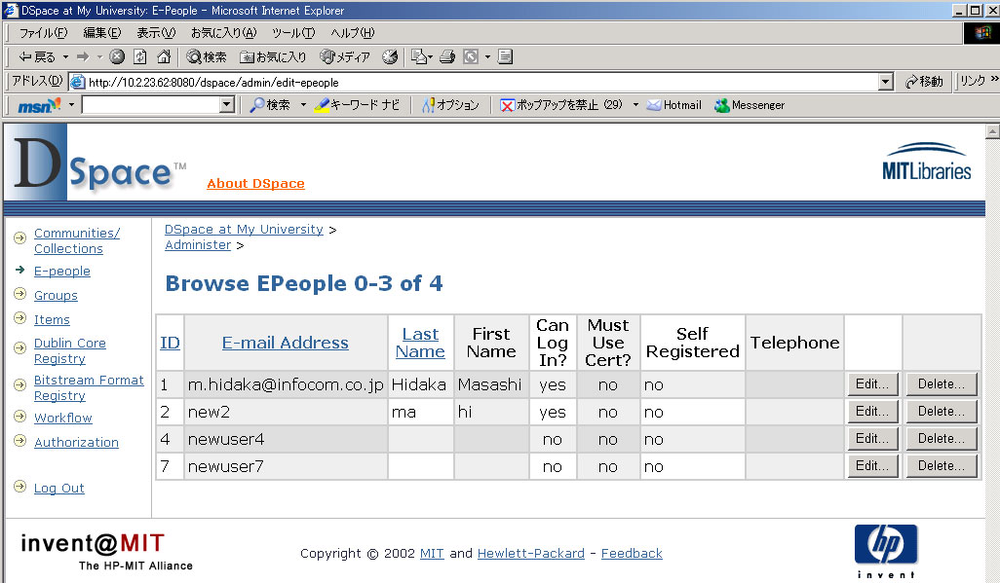 DSpace at My University: E-People - Microsoft Internet Explorer
ファイル(F) 編集(E) 表示(V) お気に入り(A) ツール(T) ヘルプ(H)
戻る 検索 お気に入り メディア
アドレス(D) http://10.2.23.62:8080/dspace/admin/edit-epeople 移動 リンク »
msn 検索 キーワード ナビ オプション ポップアップを禁止 (29) Hotmail Messenger
DSpace™ About DSpace MITLibraries
Communities/
Collections
E-people
Groups
Items
Dublin Core
Registry
Bitstream Format
Registry
Workflow
Authorization
Log Out
DSpace at My University >
Administer >
Browse EPeople 0-3 of 4
ID E-mail Address Last Name First Name Can Log In? Must Use Cert? Self Registered Telephone
1 m.hidaka@infocom.co.jp Hidaka Masashi yes no no Edit... Delete...
2 new2 ma hi yes no no Edit... Delete...
4 newuser4 no no no Edit... Delete...
7 newuser7 no no no Edit... Delete...
invent@MIT
The HP-MIT Alliance
Copyright © 2002 MIT and Hewlett-Packard - Feedback
hp
invent